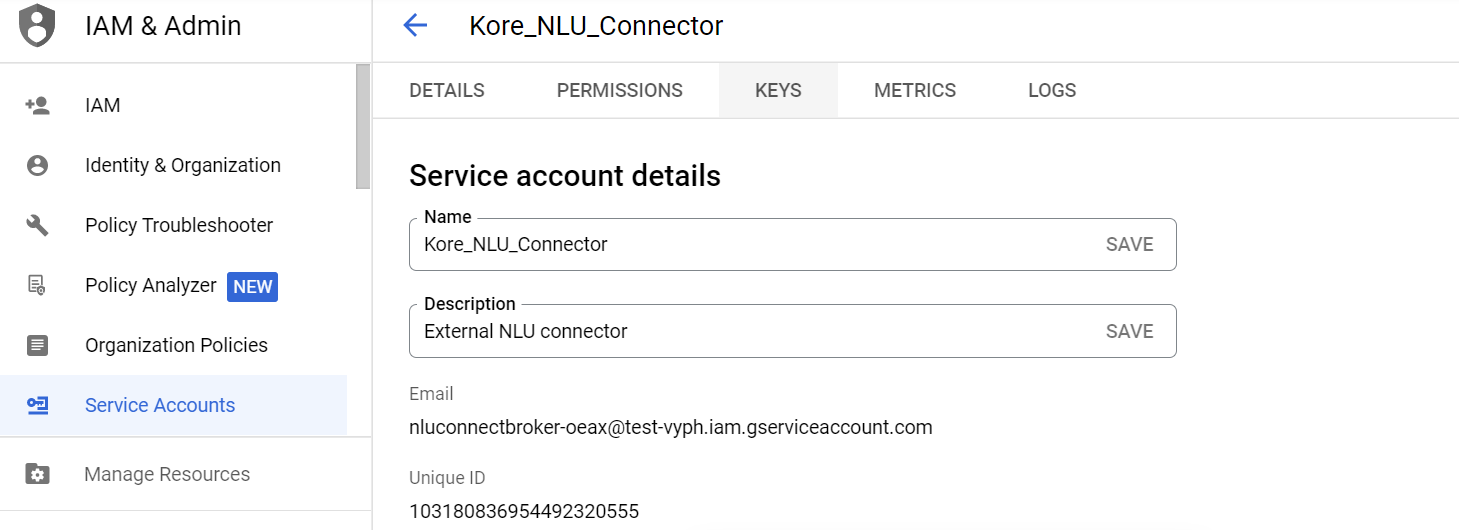 IAM & Admin
Kore_NLU_Connector
DETAILS PERMISSIONS KEYS METRICS LOGS
IAM
Identity & Organization
Policy Troubleshooter
Policy Analyzer NEW
Organization Policies
Service Accounts
Manage Resources
Service account details
Name
Kore_NLU_Connector SAVE
Description
External NLU connector SAVE
Email
nluconnectbroker-oeax@test-vyph.iam.gserviceaccount.com
Unique ID
103180836954492320555